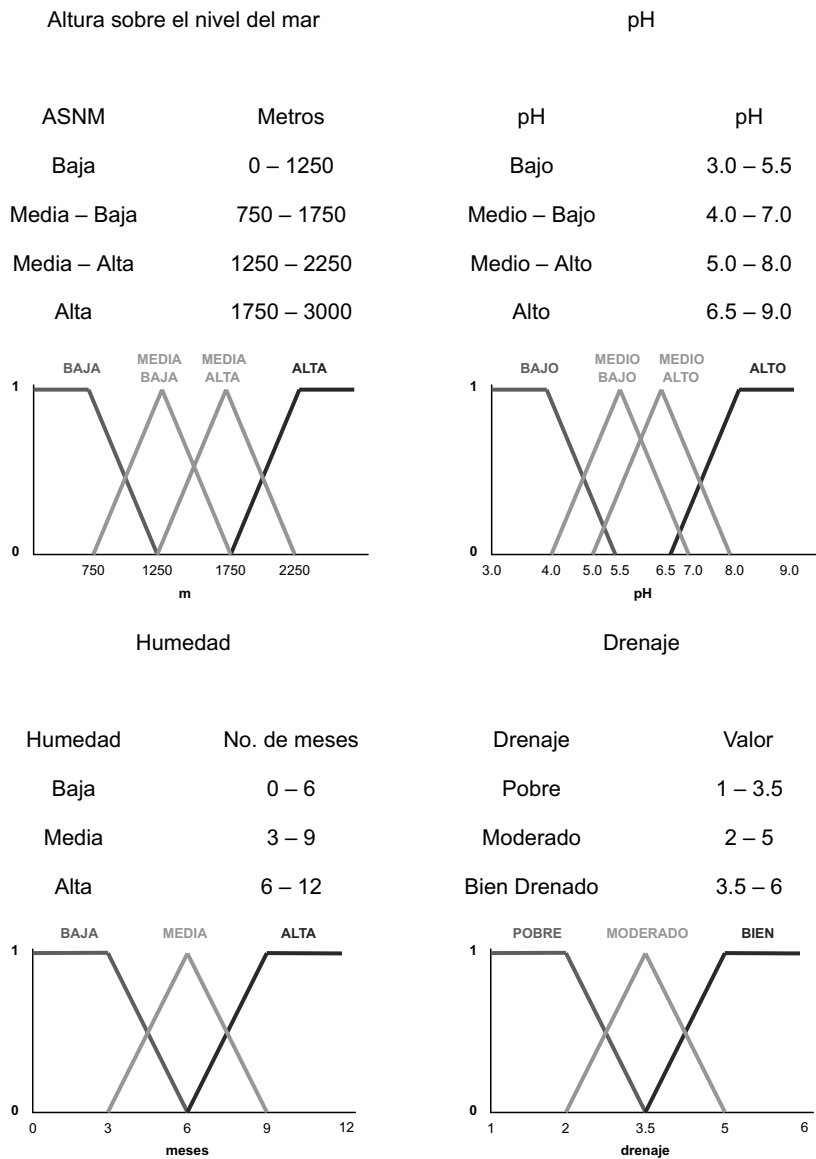 Altura sobre el nivel del mar
ASNM Metros
Baja 0 – 1250
Media – Baja 750 – 1750
Media – Alta 1250 – 2250
Alta 1750 – 3000
BAJA MEDIA BAJA MEDIA ALTA ALTA
1
0
750 1250 1750 2250
m
pH
pH pH
Bajo 3.0 – 5.5
Medio – Bajo 4.0 – 7.0
Medio – Alto 5.0 – 8.0
Alto 6.5 – 9.0
BAJO MEDIO BAJO MEDIO ALTO ALTO
1
0
3.0 4.0 5.0 5.5 6.5 7.0 8.0 9.0
pH
Humedad
Humedad No. de meses
Baja 0 – 6
Media 3 – 9
Alta 6 – 12
BAJA MEDIA ALTA
1
0
0 3 6 9 12
meses
Drenaje
Drenaje Valor
Pobre 1 – 3.5
Moderado 2 – 5
Bien Drenado 3.5 – 6
POBRE MODERADO BIEN
1
0
1 2 3.5 5 6
drenaje